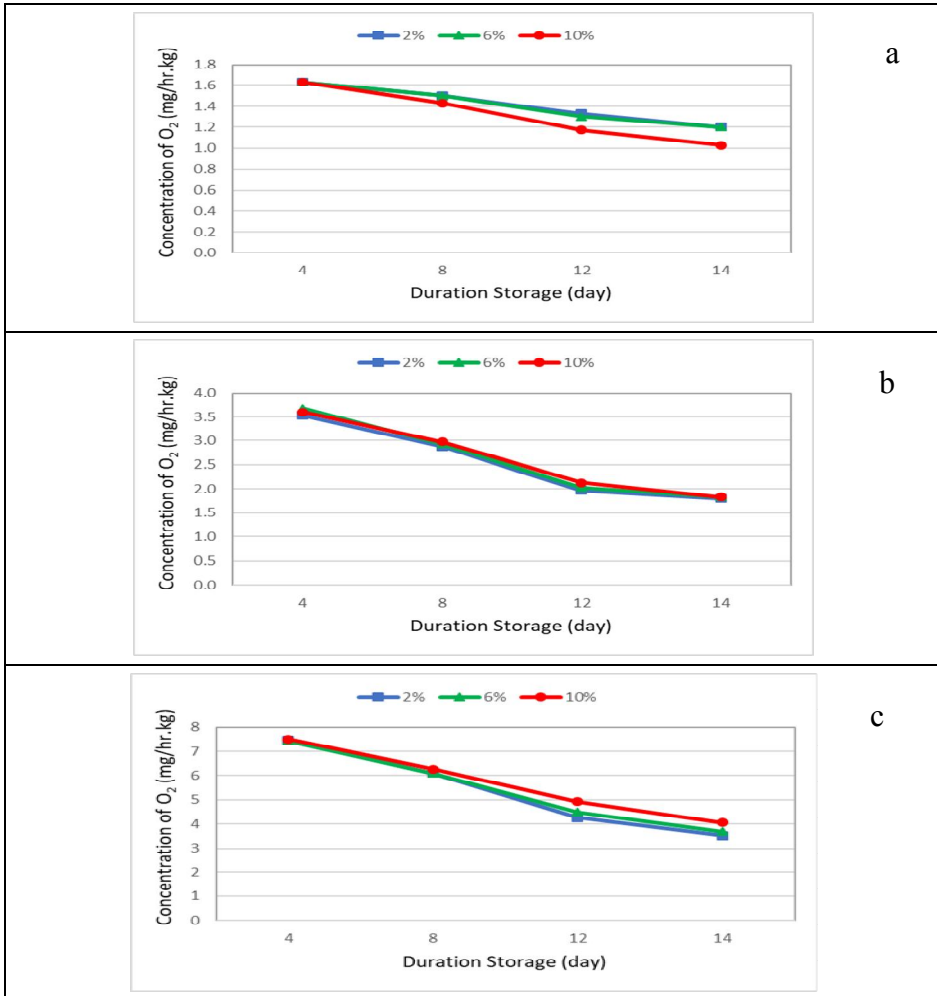 a
2% 6% 10%
Concentration of O₂ (mg/hr.kg)
1.8
1.6
1.4
1.2
1.0
0.8
0.6
0.4
0.2
0.0
4 8 12 14
Duration Storage (day)
b
2% 6% 10%
Concentration of O₂ (mg/hr.kg)
4.0
3.5
3.0
2.5
2.0
1.5
1.0
0.5
0.0
4 8 12 14
Duration Storage (day)
c
2% 6% 10%
Concentration of O₂ (mg/hr.kg)
8
7
6
5
4
3
2
1
0
4 8 12 14
Duration Storage (day)